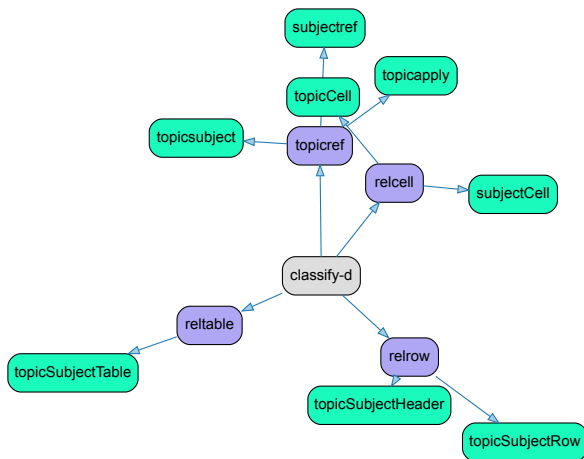 subjectref
topicapply
topicCell
topicsubject
topicref
relcell
subjectCell
classify-d
reltable
relrow
topicSubjectTable
topicSubjectHeader
topicSubjectRow